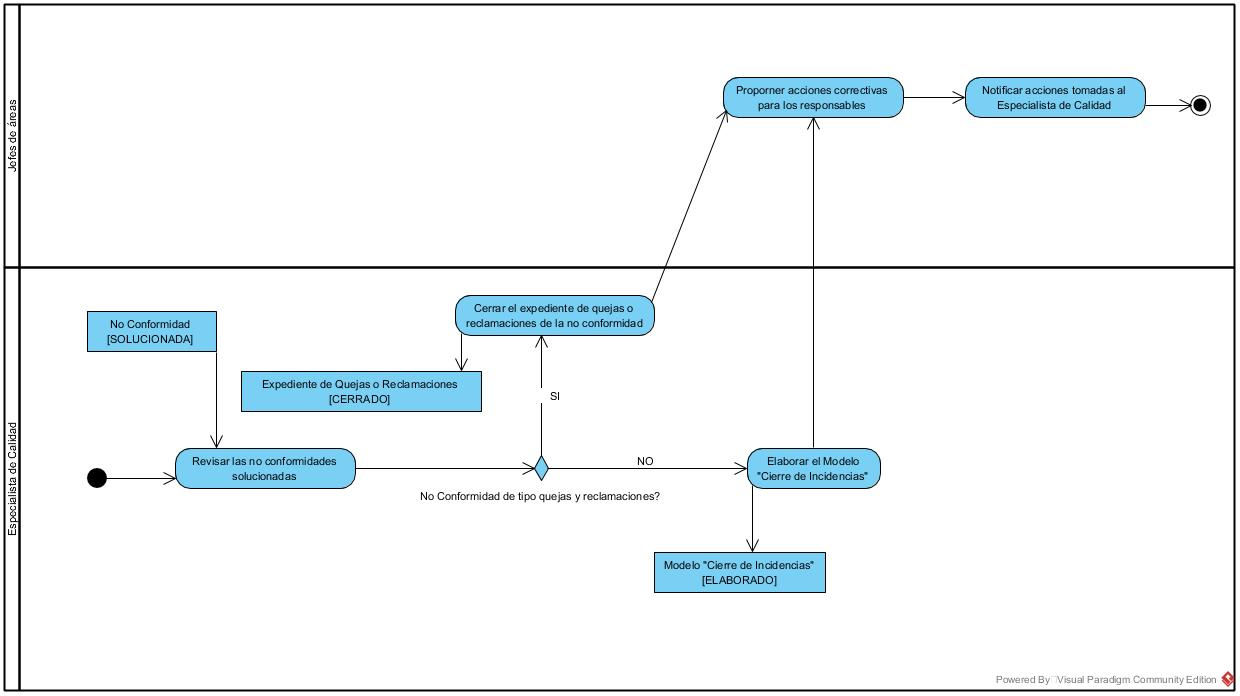 Jefes de áreas
Proporner acciones correctivas
para los responsables
Notificar acciones tomadas al
Especialista de Calidad
Especialista de Calidad
No Conformidad
[SOLUCIONADA]
Cerrar el expediente de quejas o
reclamaciones de la no conformidad
Expediente de Quejas o Reclamaciones
[CERRADO]
SI
Revisar las no conformidades
solucionadas
NO
No Conformidad de tipo quejas y reclamaciones?
Elaborar el Modelo
"Cierre de Incidencias"
Modelo "Cierre de Incidencias"
[ELABORADO]
Powered By Visual Paradigm Community Edition